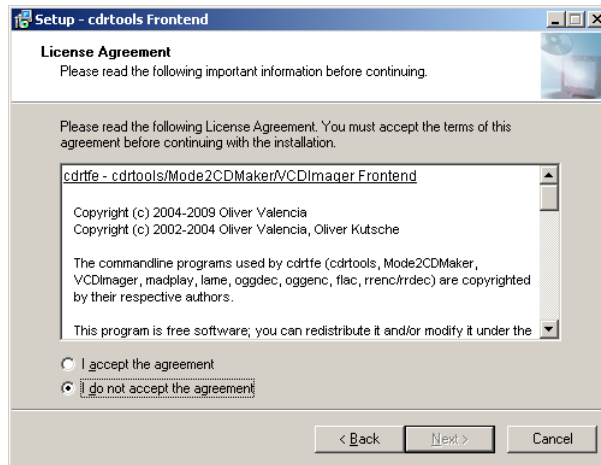 Setup - cdrtools Frontend
License Agreement
Please read the following important information before continuing.
Please read the following License Agreement. You must accept the terms of this
agreement before continuing with the installation.
cdrtfe - cdrtools/Mode2CDMaker/VCDImager Frontend
Copyright (c) 2004-2009 Oliver Valencia
Copyright (c) 2002-2004 Oliver Valencia, Oliver Kutsche
The commandline programs used by cdrtfe (cdrtools, Mode2CDMaker,
VCDImager, madplay, lame, oggdec, oggenc, flac, rrenc/rrdec) are copyrighted
by their respective authors.
This program is free software; you can redistribute it and/or modify it under the
I accept the agreement
I do not accept the agreement
< Back
Next >
Cancel